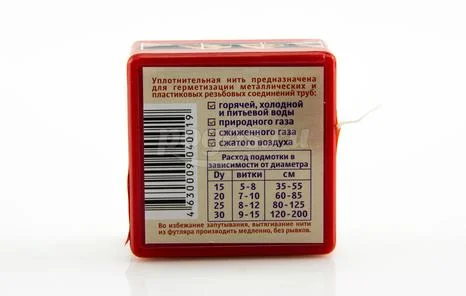 Уплотнительная нить предназначена
для герметизации металлических и
пластиковых резьбовых соединений труб:
горячей, холодной
и питьевой воды
природного газа
сжиженного газа
сжатого воздуха
Расход подмотки в
зависимости от диаметра
Dy витки см
15 5-8 35-55
20 7-10 60-85
25 8-12 80-125
30 9-15 120-200
Во избежание запутывания, вытягивание нити
из футляра производить медленно, без рывков.
4630009040019